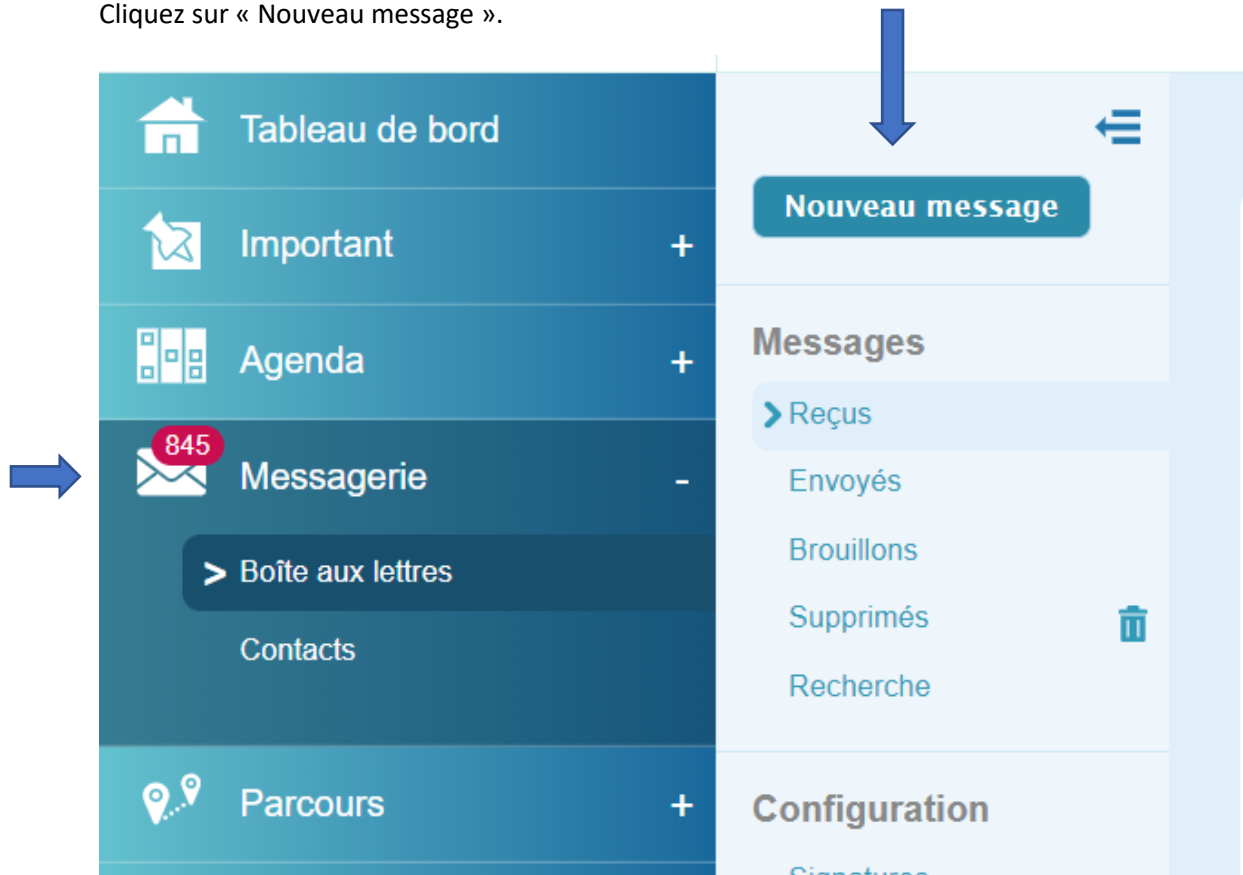 Cliquez sur « Nouveau message ».
Tableau de bord
Important +
Agenda +
845
Messagerie -
> Boîte aux lettres
Contacts
Parcours +
Nouveau message
Messages
Reçus
Envoyés
Brouillons
Supprimés
Recherche
Configuration
Signatures